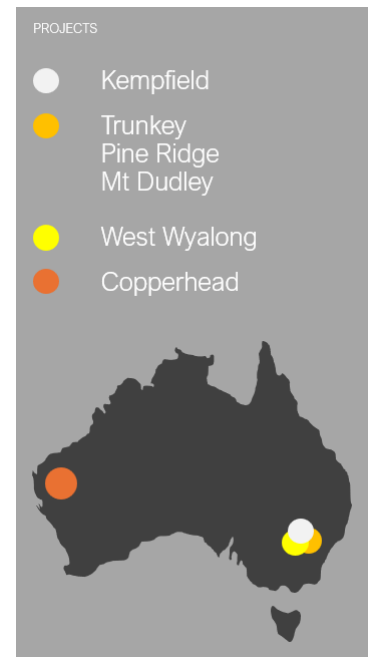 PROJECTS
Kempfield
Trunkey
Pine Ridge
Mt Dudley
West Wyalong
Copperhead